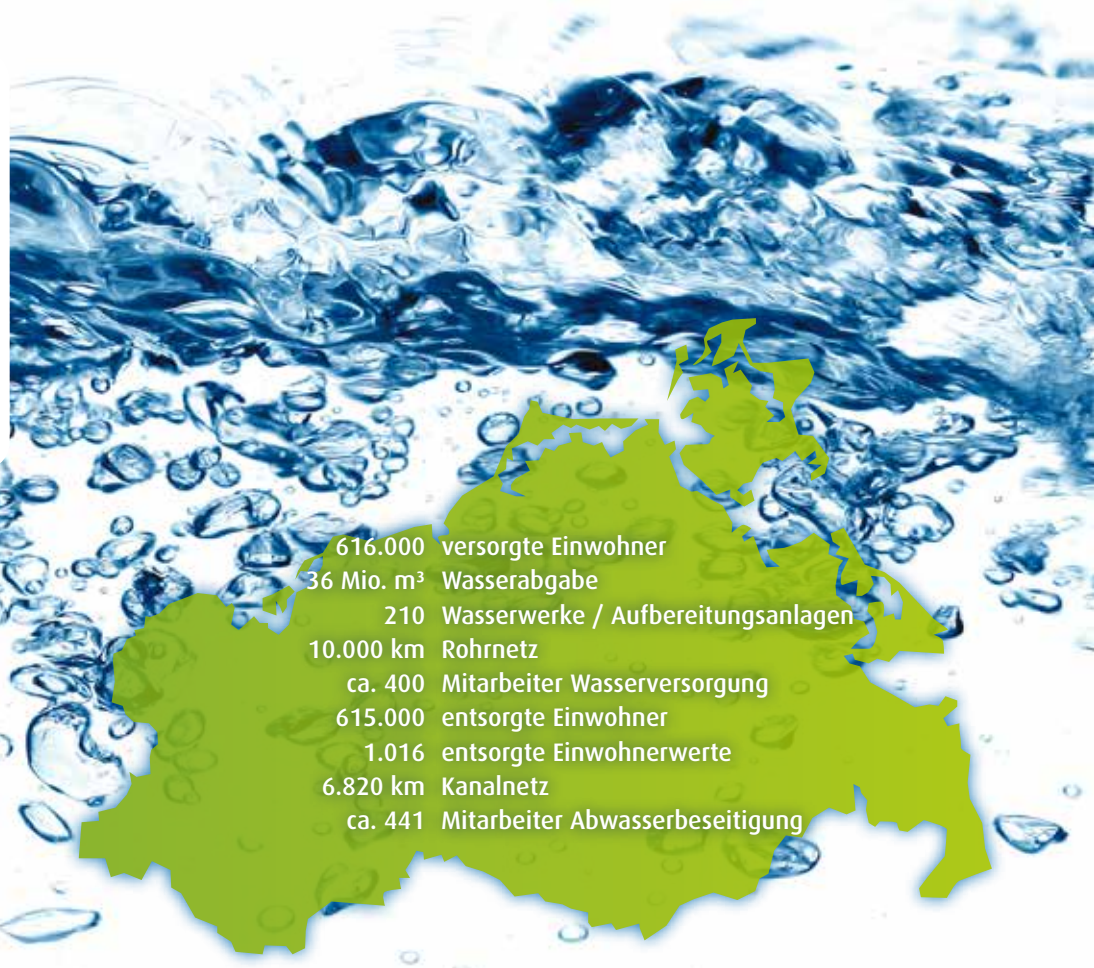 616.000 versorgte Einwohner
36 Mio. m³ Wasserabgabe
210 Wasserwerke / Aufbereitungsanlagen
10.000 km Rohrnetz
ca. 400 Mitarbeiter Wasserversorgung
615.000 entsorgte Einwohner
1.016 entsorgte Einwohnerwerte
6.820 km Kanalnetz
ca. 441 Mitarbeiter Abwasserbeseitigung